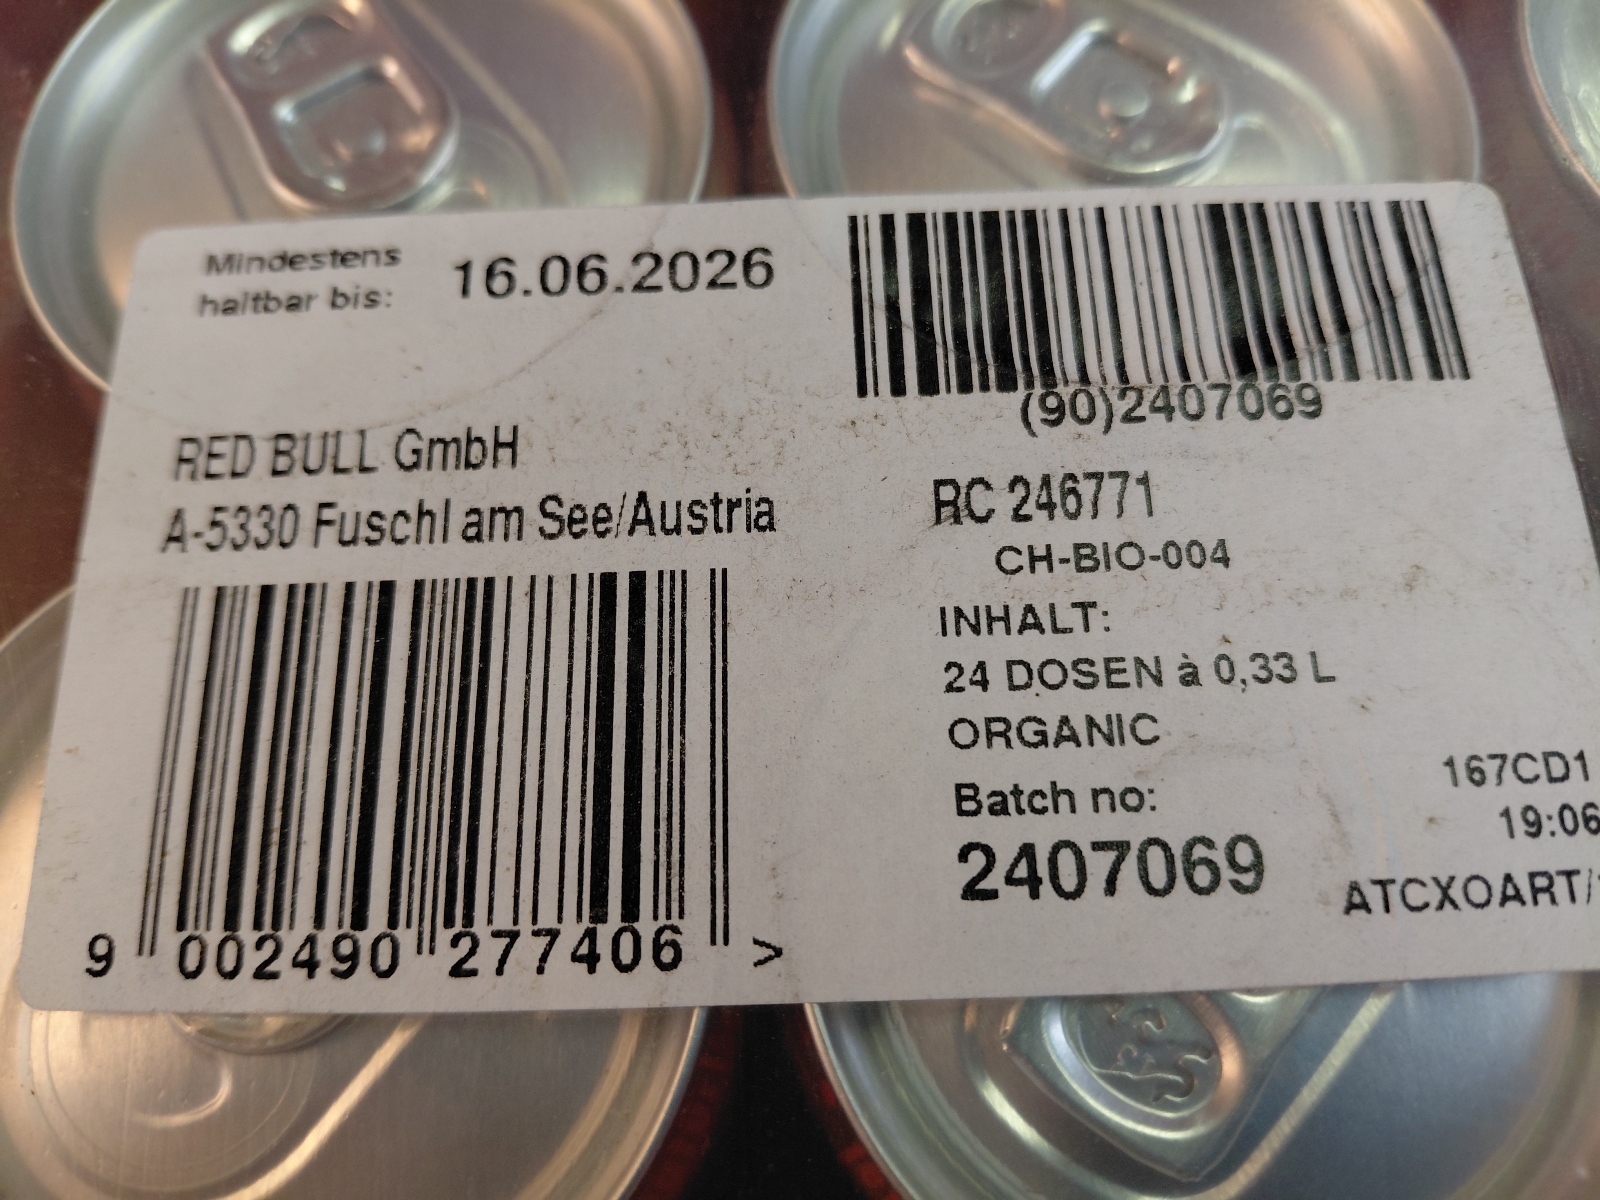 Mindestens
haltbar bis:
16.06.2026
(90)2407069
RED BULL GmbH
A-5330 Fuschl am See/Austria
RC 246771
CH-BIO-004
INHALT:
24 DOSEN à 0,33 L
ORGANIC
Batch no:
2407069
167CD1
19:06
ATCXOART/
9 002490 277406 >